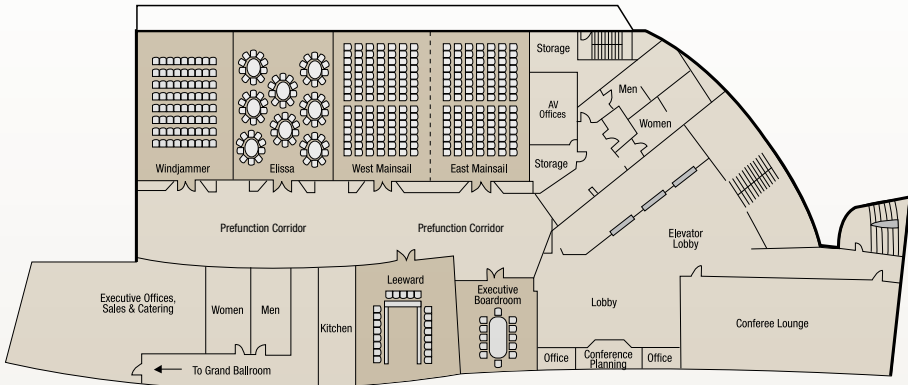 Storage
Men
AV
Offices
Women
Storage
Windjammer
Elissa
West Mainsail
East Mainsail
Prefunction Corridor
Prefunction Corridor
Elevator
Lobby
Executive Offices,
Sales & Catering
Women
Men
Kitchen
Leeward
Executive
Boardroom
Lobby
Conferee Lounge
Office
Conference
Planning
Office
To Grand Ballroom